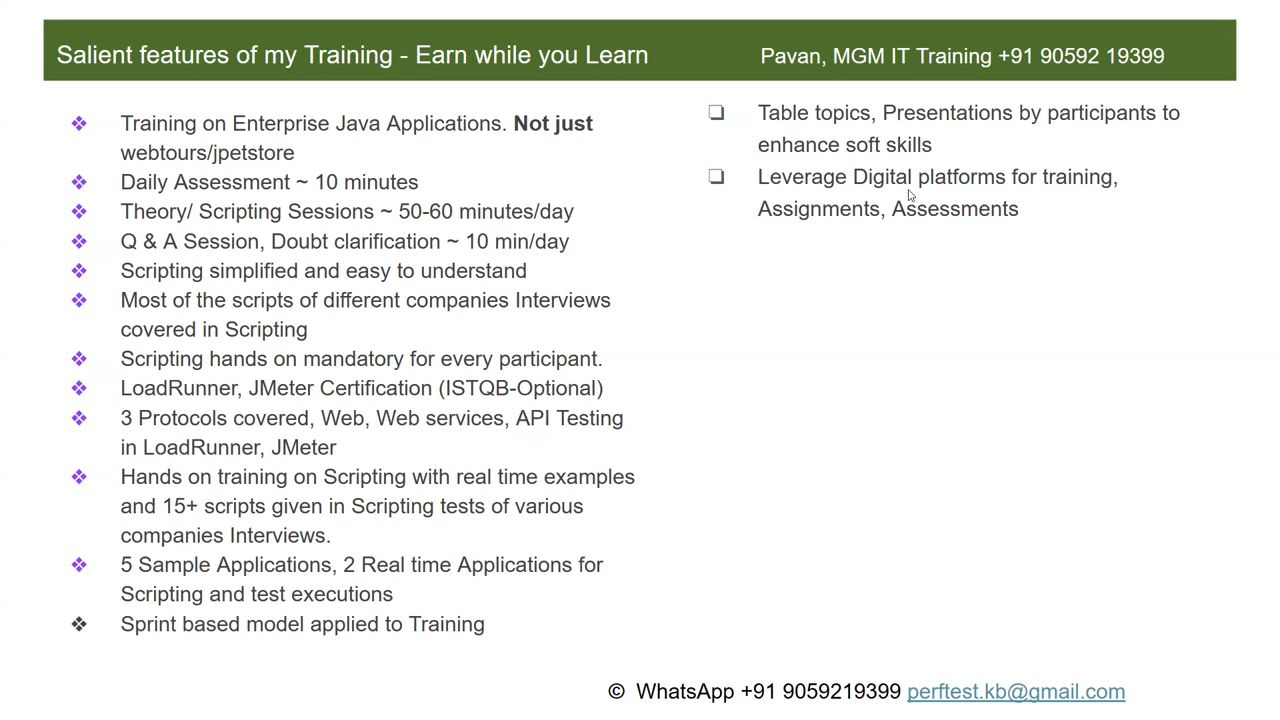 Salient features of my Training - Earn while you Learn
Pavan, MGM IT Training +91 90592 19399
Training on Enterprise Java Applications. Not just
webtours/jpetstore
Daily Assessment ~ 10 minutes
Theory/ Scripting Sessions ~ 50-60 minutes/day
Q & A Session, Doubt clarification ~ 10 min/day
Scripting simplified and easy to understand
Most of the scripts of different companies Interviews
covered in Scripting
Scripting hands on mandatory for every participant.
LoadRunner, JMeter Certification (ISTQB-Optional)
3 Protocols covered, Web, Web services, API Testing
in LoadRunner, JMeter
Hands on training on Scripting with real time examples
and 15+ scripts given in Scripting tests of various
companies Interviews.
5 Sample Applications, 2 Real time Applications for
Scripting and test executions
Sprint based model applied to Training
Table topics, Presentations by participants to
enhance soft skills
Leverage Digital platforms for training,
Assignments, Assessments
© WhatsApp +91 9059219399 perftest.kb@gmail.com